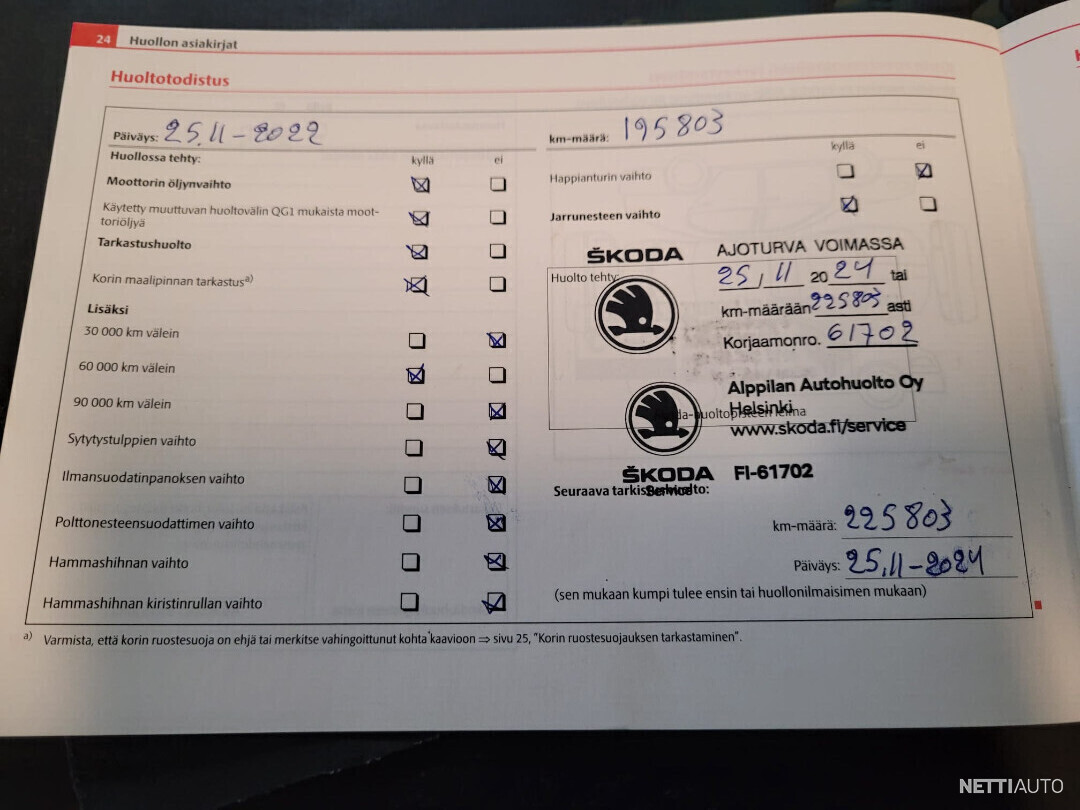 24 Huollon asiakirjat
Huoltotodistus
Päiväys: 25.11-2022
Huollossa tehty: kyllä ei
Moottorin öljynvaihto
Käytetty muuttuvan huoltovälin QG1 mukaista moot-
toriöljyä
Tarkastushuolto
Korin maalipinnan tarkastus a)
Lisäksi
30 000 km välein
60 000 km välein
90 000 km välein
Sytytystulppien vaihto
Ilmansuodatinpanoksen vaihto
Polttonesteensuodattimen vaihto
Hammashihnan vaihto
Hammashihnan kiristinrullan vaihto
km-määrä: 195803
kyllä ei
Happianturin vaihto
Jarrunesteen vaihto
ŠKODA AJOTURVA VOIMASSA
Huolto tehty: 25, 11 2024 tai
km-määrään 225803 asti
Korjaamonro. 61702
Alppilan Autohuolto Oy
Helsinki
www.skoda.fi/service
ŠKODA FI-61702
Service
Seuraava
km-määrä: 225803
Päiväys: 25.11-2024
(sen mukaan kumpi tulee ensin tai huollonilmaisimen mukaan)
a) Varmista, että korin ruostesuoja on ehjä tai merkitse vahingoittunut kohta kaavioon ⇒ sivu 25, "Korin ruostesuojauksen tarkastaminen".
NETTIAUTO